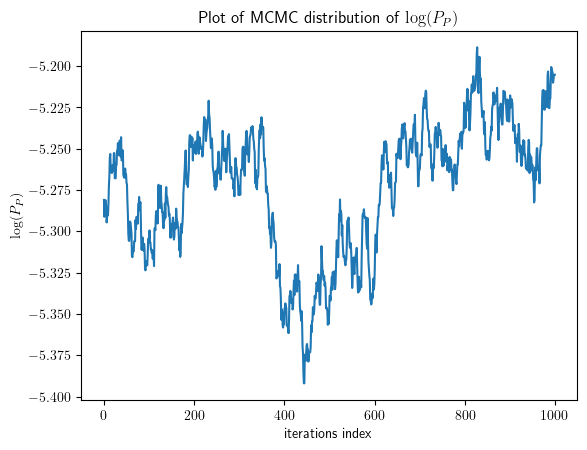 Plot of MCMC distribution of log(P_P)
−5.200
−5.225
−5.250
−5.275
−5.300
−5.325
−5.350
−5.375
−5.400
log(P_P)
0 200 400 600 800 1000
iterations index